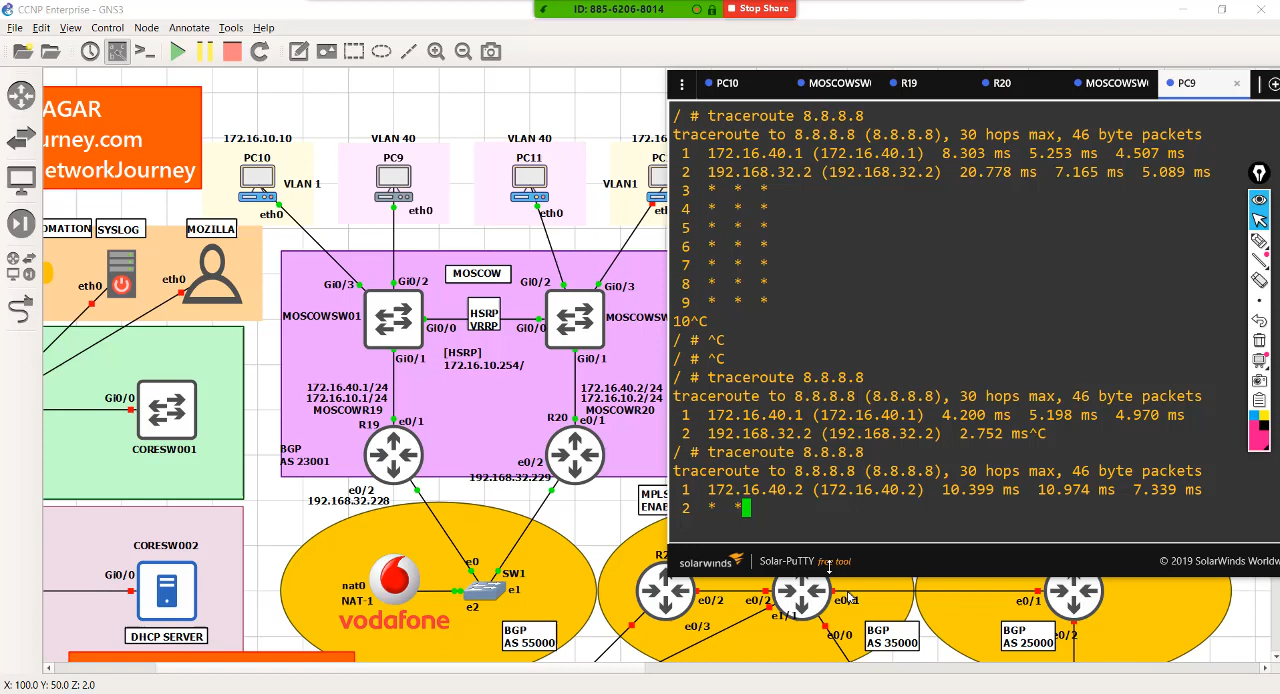 CCNP Enterprise - GNS3
ID: 885-6206-8014
Stop Share
File Edit View Control Node Annotate Tools Help
AGAR
urney.com
etworkJourney
172.16.10.10
VLAN 40
VLAN 40
172.16
PC10
PC9
PC11
PC
VLAN 1
VLAN1
eth0
eth0
eth0
eth
OMATION
SYSLOG
MOZILLA
eth0
eth0
MOSCOW
Gi0/3
Gi0/2
Gi0/2
Gi0/3
MOSCOWSW01
HSRP
VRRP
MOSCOWSW
Gi0/0
Gi0/0
[HSRP]
172.16.10.254/
Gi0/1
Gi0/1
172.16.40.1/24
172.16.10.1/24
MOSCOWR19
172.16.40.2/24
172.16.10.2/24
MOSCOWR20
R19
e0/1
R20
e0/1
BGP
AS 23001
e0/2
192.168.32.228
e0/2
192.168.32.229
Gi0/0
CORESW001
CORESW002
Gi0/0
DHCP SERVER
nat0
NAT-1
vodafone
e0
SW1
e1
e2
BGP
AS 55000
MPLS
ENAB
R2
e0/2
e0/2
e0/1
e0/1
e0/3
e1/1
e0/0
e0/2
BGP
AS 35000
BGP
AS 25000
PC10
MOSCOWSW
R19
R20
MOSCOWSW
PC9
/ # traceroute 8.8.8.8
traceroute to 8.8.8.8 (8.8.8.8), 30 hops max, 46 byte packets
1 172.16.40.1 (172.16.40.1) 8.303 ms 5.253 ms 4.507 ms
2 192.168.32.2 (192.168.32.2) 20.778 ms 7.165 ms 5.089 ms
3 * * *
4 * * *
5 * * *
6 * * *
7 * * *
8 * * *
9 * * *
10^C
/ # ^C
/ # ^C
/ # traceroute 8.8.8.8
traceroute to 8.8.8.8 (8.8.8.8), 30 hops max, 46 byte packets
1 172.16.40.1 (172.16.40.1) 4.200 ms 5.198 ms 4.970 ms
2 192.168.32.2 (192.168.32.2) 2.752 ms^C
/ # traceroute 8.8.8.8
traceroute to 8.8.8.8 (8.8.8.8), 30 hops max, 46 byte packets
1 172.16.40.2 (172.16.40.2) 10.399 ms 10.974 ms 7.339 ms
2 * *
solarwinds Solar-PuTTY free tool
© 2019 SolarWinds Worldw
X: 100.0 Y: 50.0 Z: 2.0